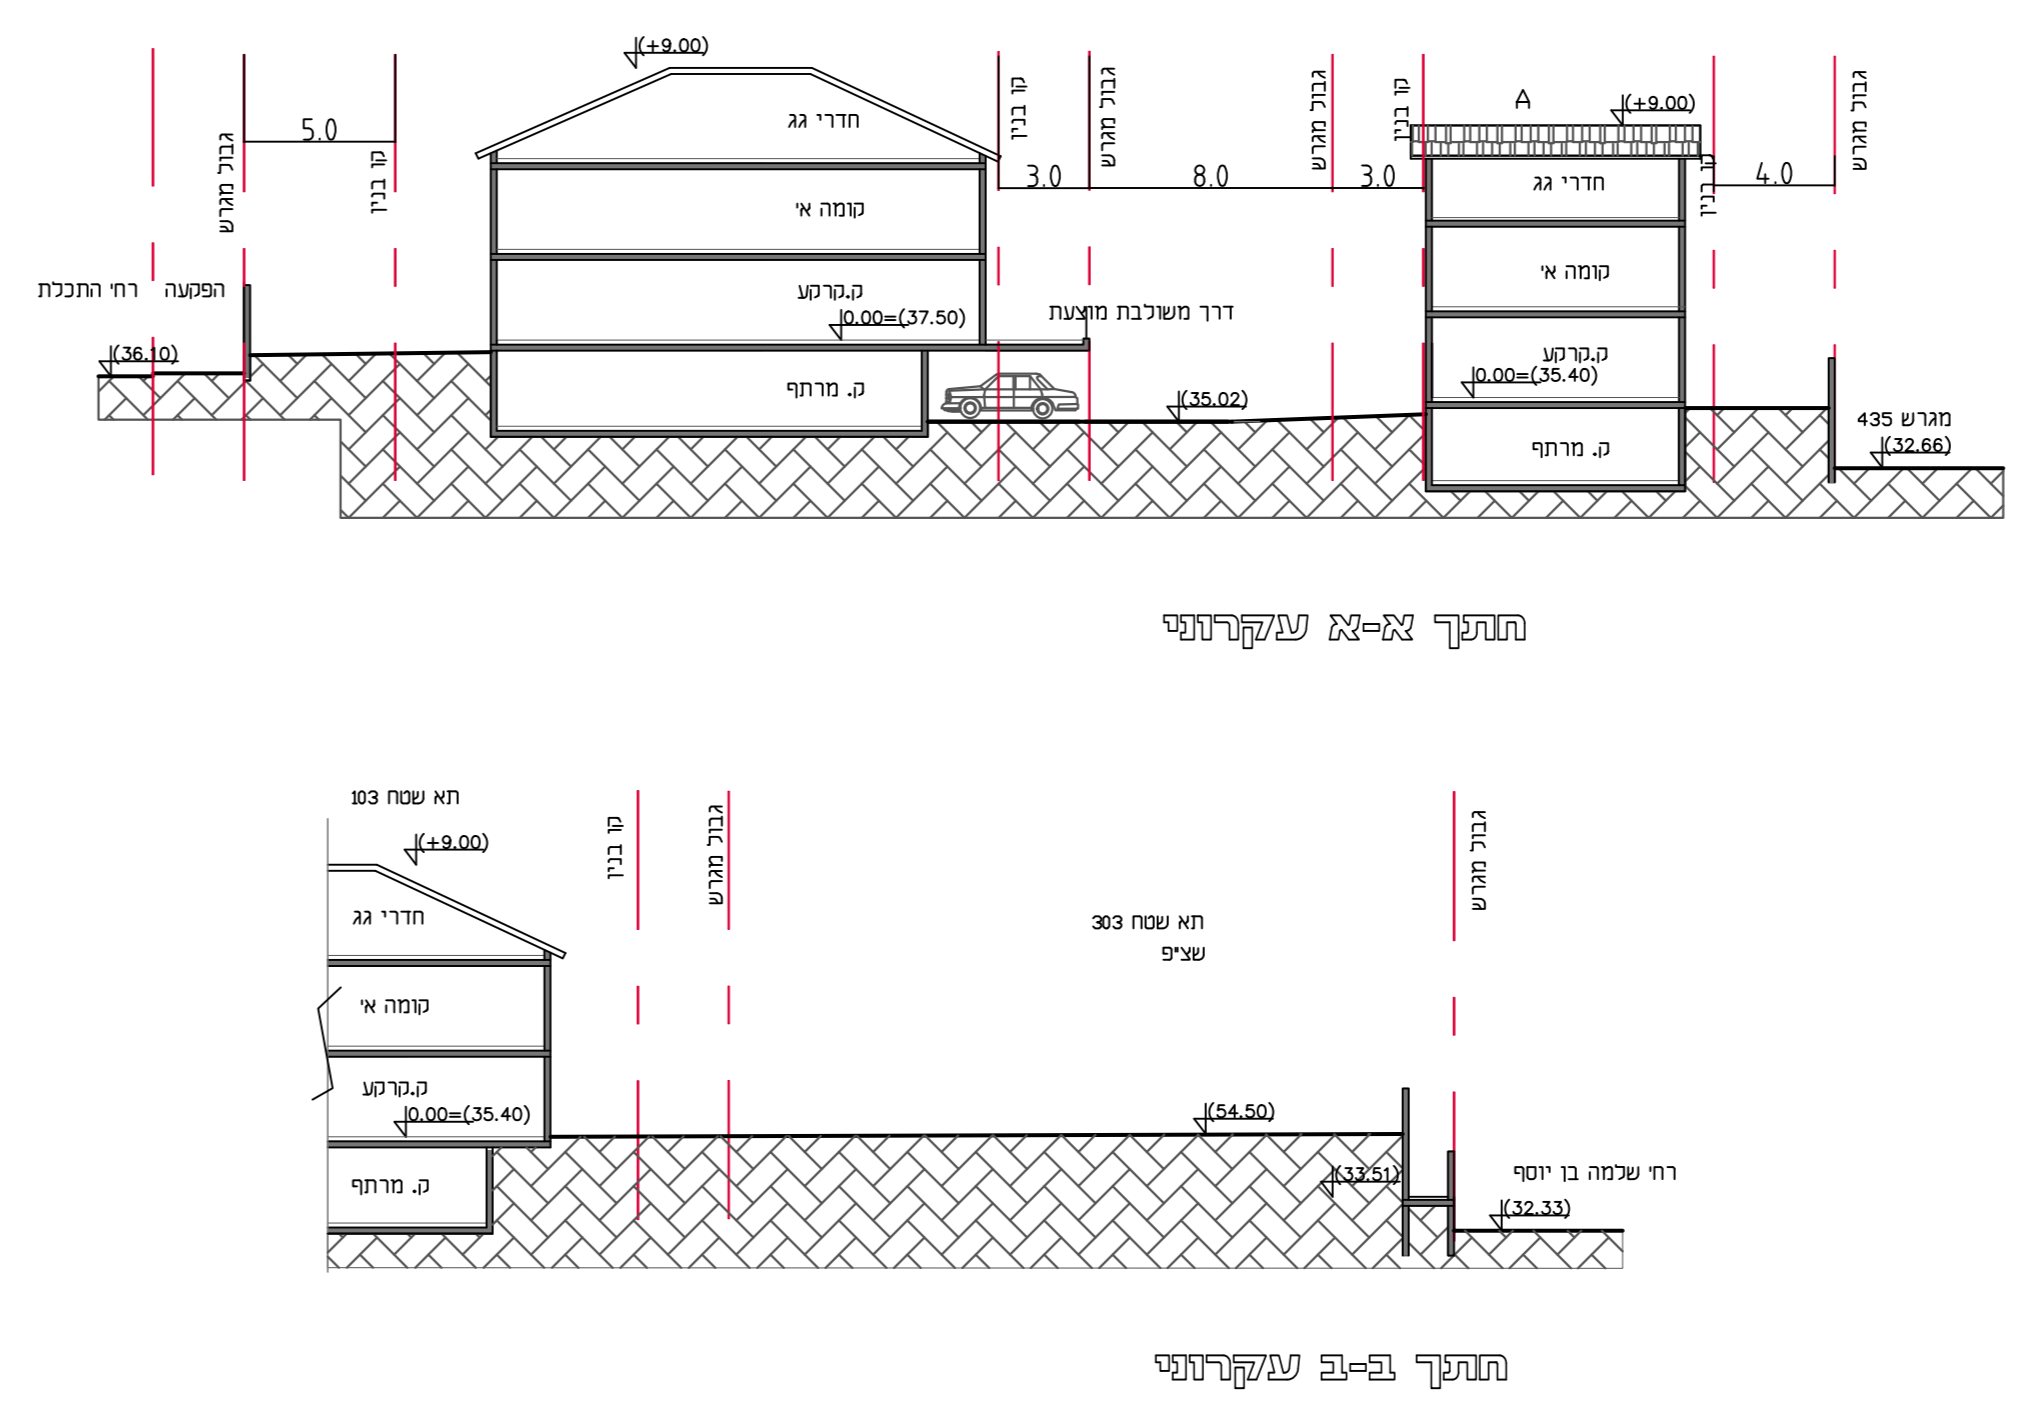 (+9.00)
5.0
גבול מגרש
קו בנין
חדרי גג
קומה א'
ק.קרקע
0.00=(37.50)
ק. מרתף
רח' התכלת
הפקעה
(36.10)
קו בנין
גבול מגרש
3.0
8.0
3.0
גבול מגרש
קו בנין
דרך משולבת מוצעת
(35.02)
A
(+9.00)
חדרי גג
קומה א'
ק.קרקע
0.00=(35.40)
ק. מרתף
קו בנין
4.0
גבול מגרש
מגרש 435
(32.66)
חתך א-א עקרוני
תא שטח 103
(+9.00)
חדרי גג
קומה א'
ק.קרקע
0.00=(35.40)
ק. מרתף
קו בנין
גבול מגרש
תא שטח 303
שצ"פ
(54.50)
(33.51)
גבול מגרש
רח' שלמה בן יוסף
(32.33)
חתך ב-ב עקרוני